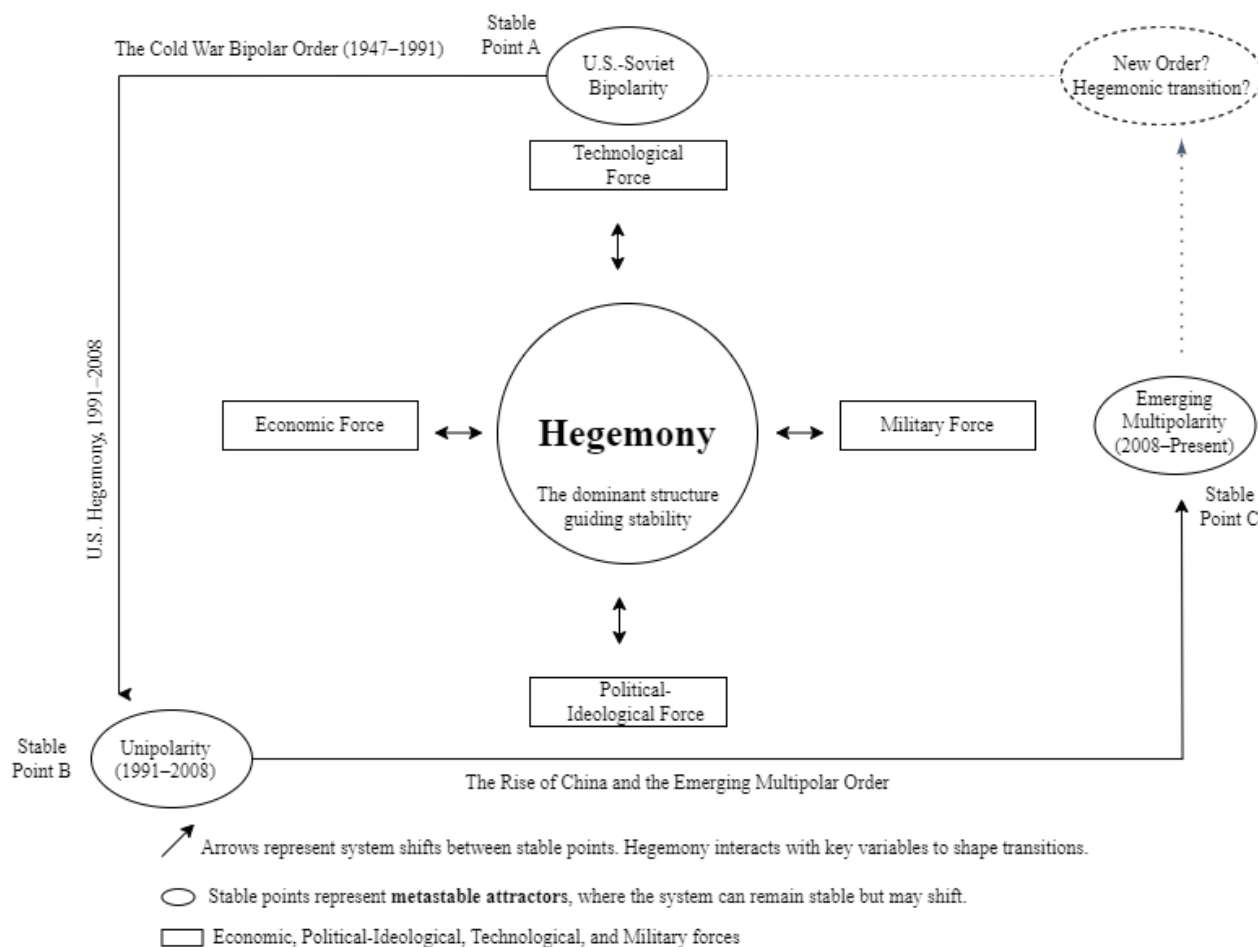 Stable
Point A
The Cold War Bipolar Order (1947–1991)
U.S.-Soviet
Bipolarity
New Order?
Hegemonic transition?
Technological
Force
U.S. Hegemony, 1991–2008
Economic Force
Hegemony
The dominant structure
guiding stability
Military Force
Emerging
Multipolarity
(2008–Present)
Stable
Point C
Political-
Ideological Force
Stable
Point B
Unipolarity
(1991–2008)
The Rise of China and the Emerging Multipolar Order
Arrows represent system shifts between stable points. Hegemony interacts with key variables to shape transitions.
Stable points represent metastable attractors, where the system can remain stable but may shift.
Economic, Political-Ideological, Technological, and Military forces